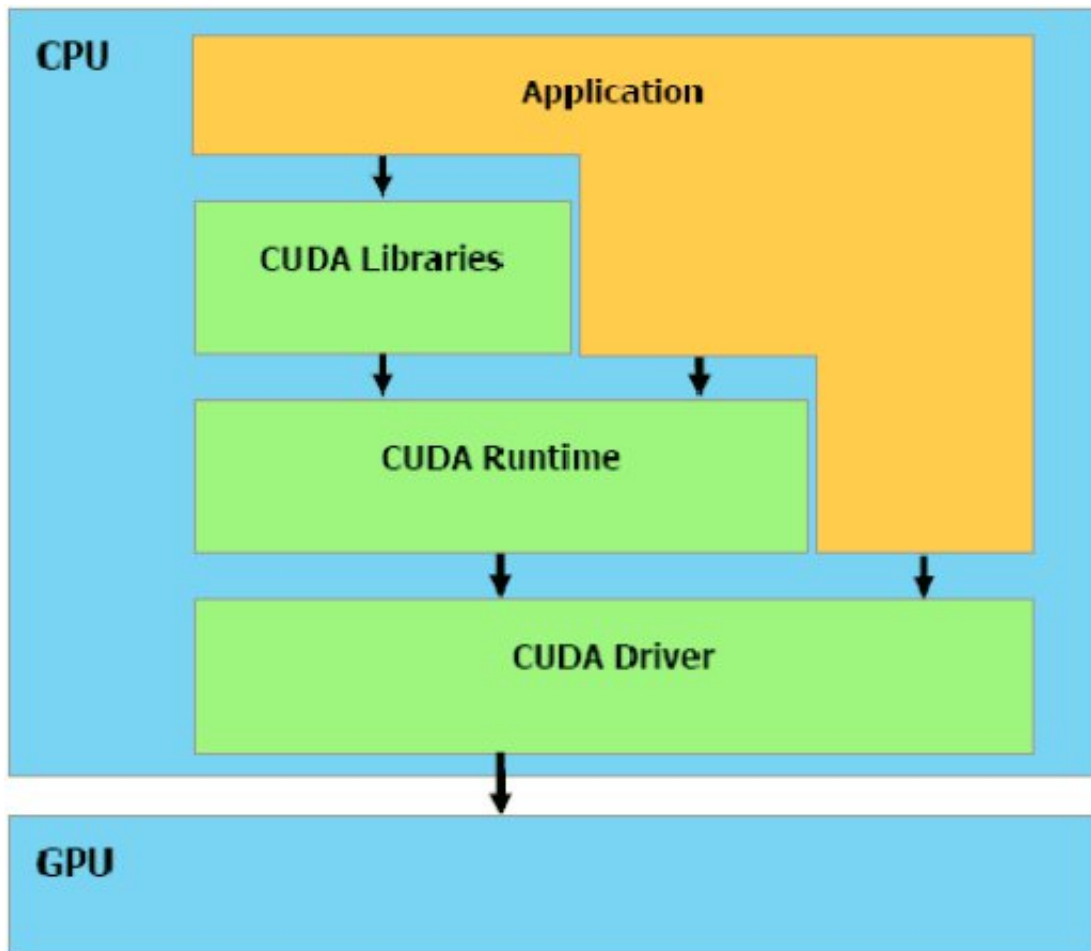 CPU
Application
CUDA Libraries
CUDA Runtime
CUDA Driver
GPU